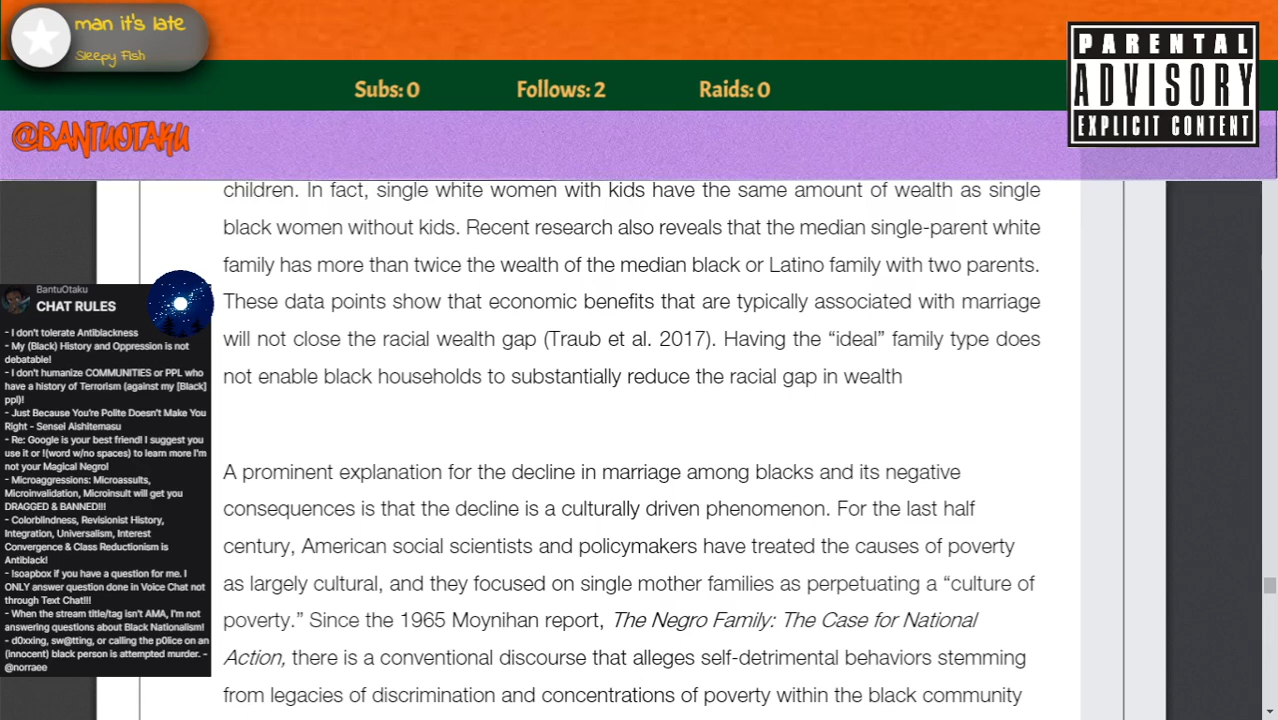 man it's late
Sleepy Fish
PARENTAL
ADVISORY
EXPLICIT CONTENT
Subs: 0
Follows: 2
Raids: 0
@BANTUOTAKU
children. In fact, single white women with kids have the same amount of wealth as single
black women without kids. Recent research also reveals that the median single-parent white
family has more than twice the wealth of the median black or Latino family with two parents.
These data points show that economic benefits that are typically associated with marriage
will not close the racial wealth gap (Traub et al. 2017). Having the “ideal” family type does
not enable black households to substantially reduce the racial gap in wealth
A prominent explanation for the decline in marriage among blacks and its negative
consequences is that the decline is a culturally driven phenomenon. For the last half
century, American social scientists and policymakers have treated the causes of poverty
as largely cultural, and they focused on single mother families as perpetuating a “culture of
poverty.” Since the 1965 Moynihan report, The Negro Family: The Case for National
Action, there is a conventional discourse that alleges self-detrimental behaviors stemming
from legacies of discrimination and concentrations of poverty within the black community
BantuOtaku
CHAT RULES
- I don't tolerate Antiblackness
- My (Black) History and Oppression is not
debatable!
- I don't humanize COMMUNITIES or PPL who
have a history of Terrorism (against my [Black]
ppl)!
- Just Because You're Polite Doesn't Make You
Right - Sensei Aishitemasu
- Re: Google is your best friend! I suggest you
use it or !(word w/no spaces) to learn more I'm
not your Magical Negro!
- Microaggressions: Microassults,
Microinvalidation, Microinsult will get you
DRAGGED & BANNED!!!
- Colorblindness, Revisionist History,
Integration, Universalism, Interest
Convergence & Class Reductionism is
Antiblack!
- !soapbox if you have a question for me. I
ONLY answer question done in Voice Chat not
through Text Chat!!!
- When the stream title/tag isn't AMA, I'm not
answering questions about Black Nationalism!
- d0xxing, sw@tting, or calling the p0lice on an
(innocent) black person is attempted murder. -
@norraee